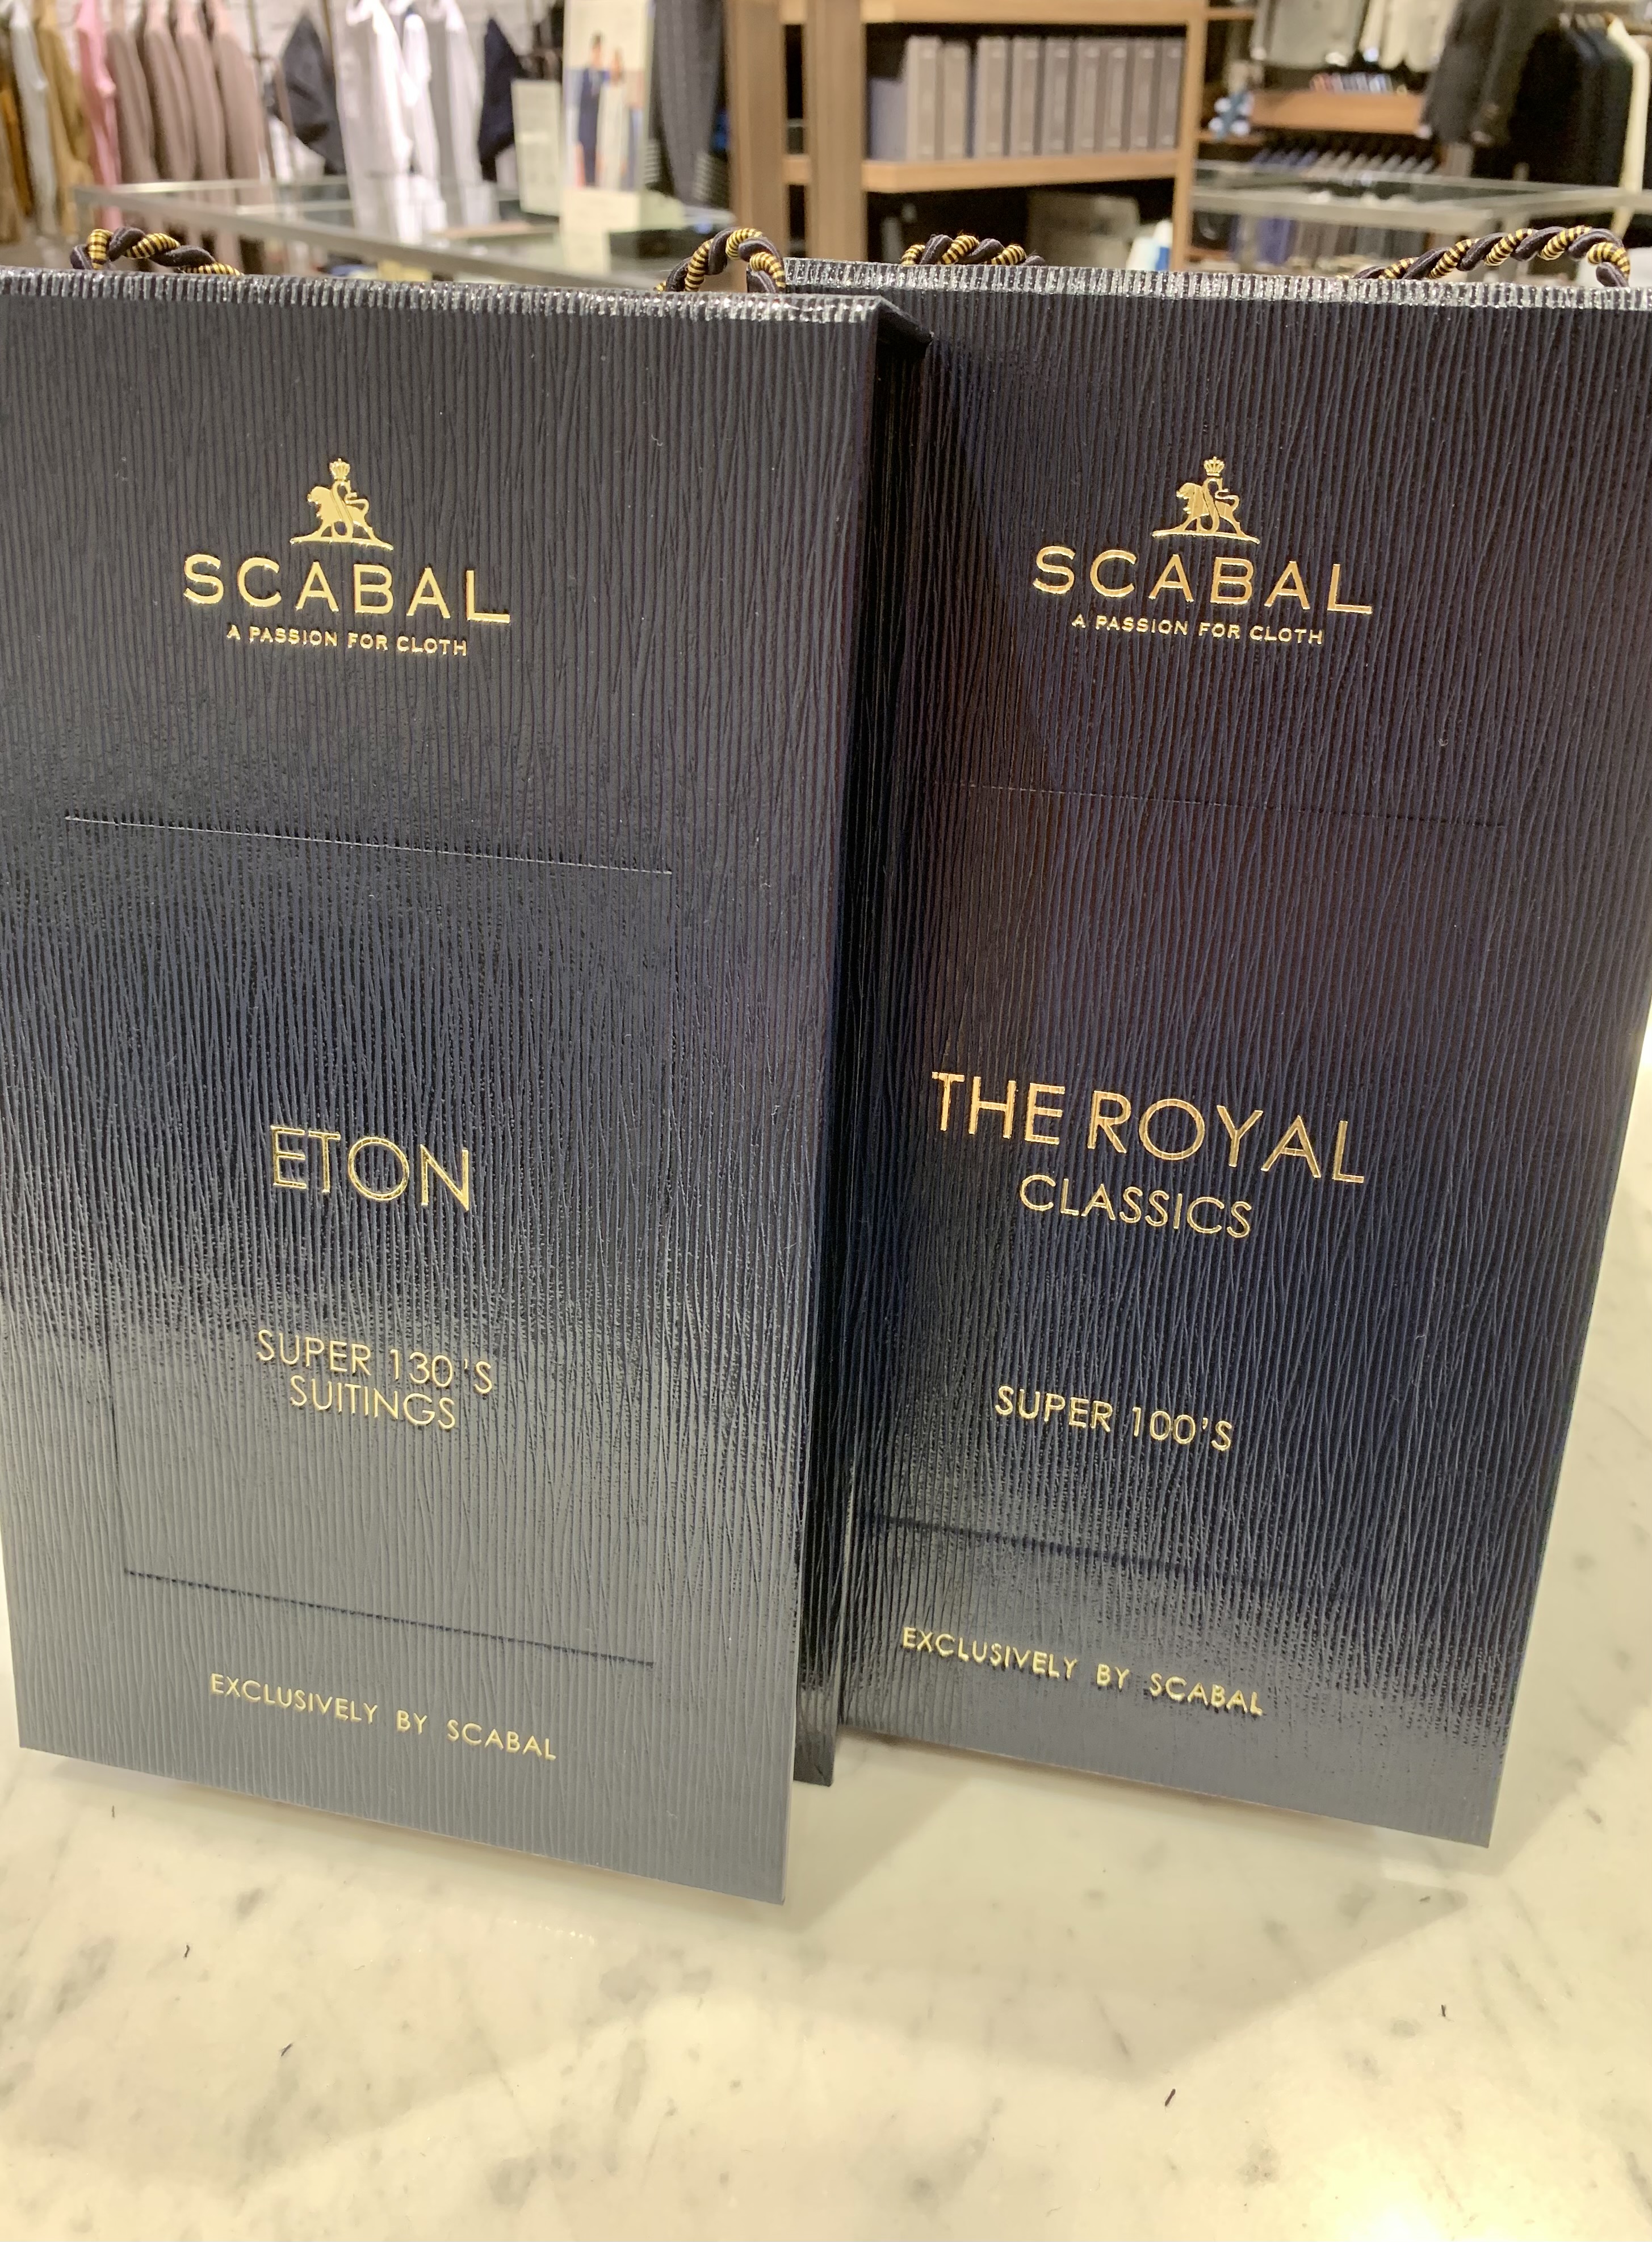 SCABAL
A PASSION FOR CLOTH
ETON
SUPER 130'S
SUITINGS
EXCLUSIVELY BY SCABAL
SCABAL
A PASSION FOR CLOTH
THE ROYAL
CLASSICS
SUPER 100'S
EXCLUSIVELY BY SCABAL